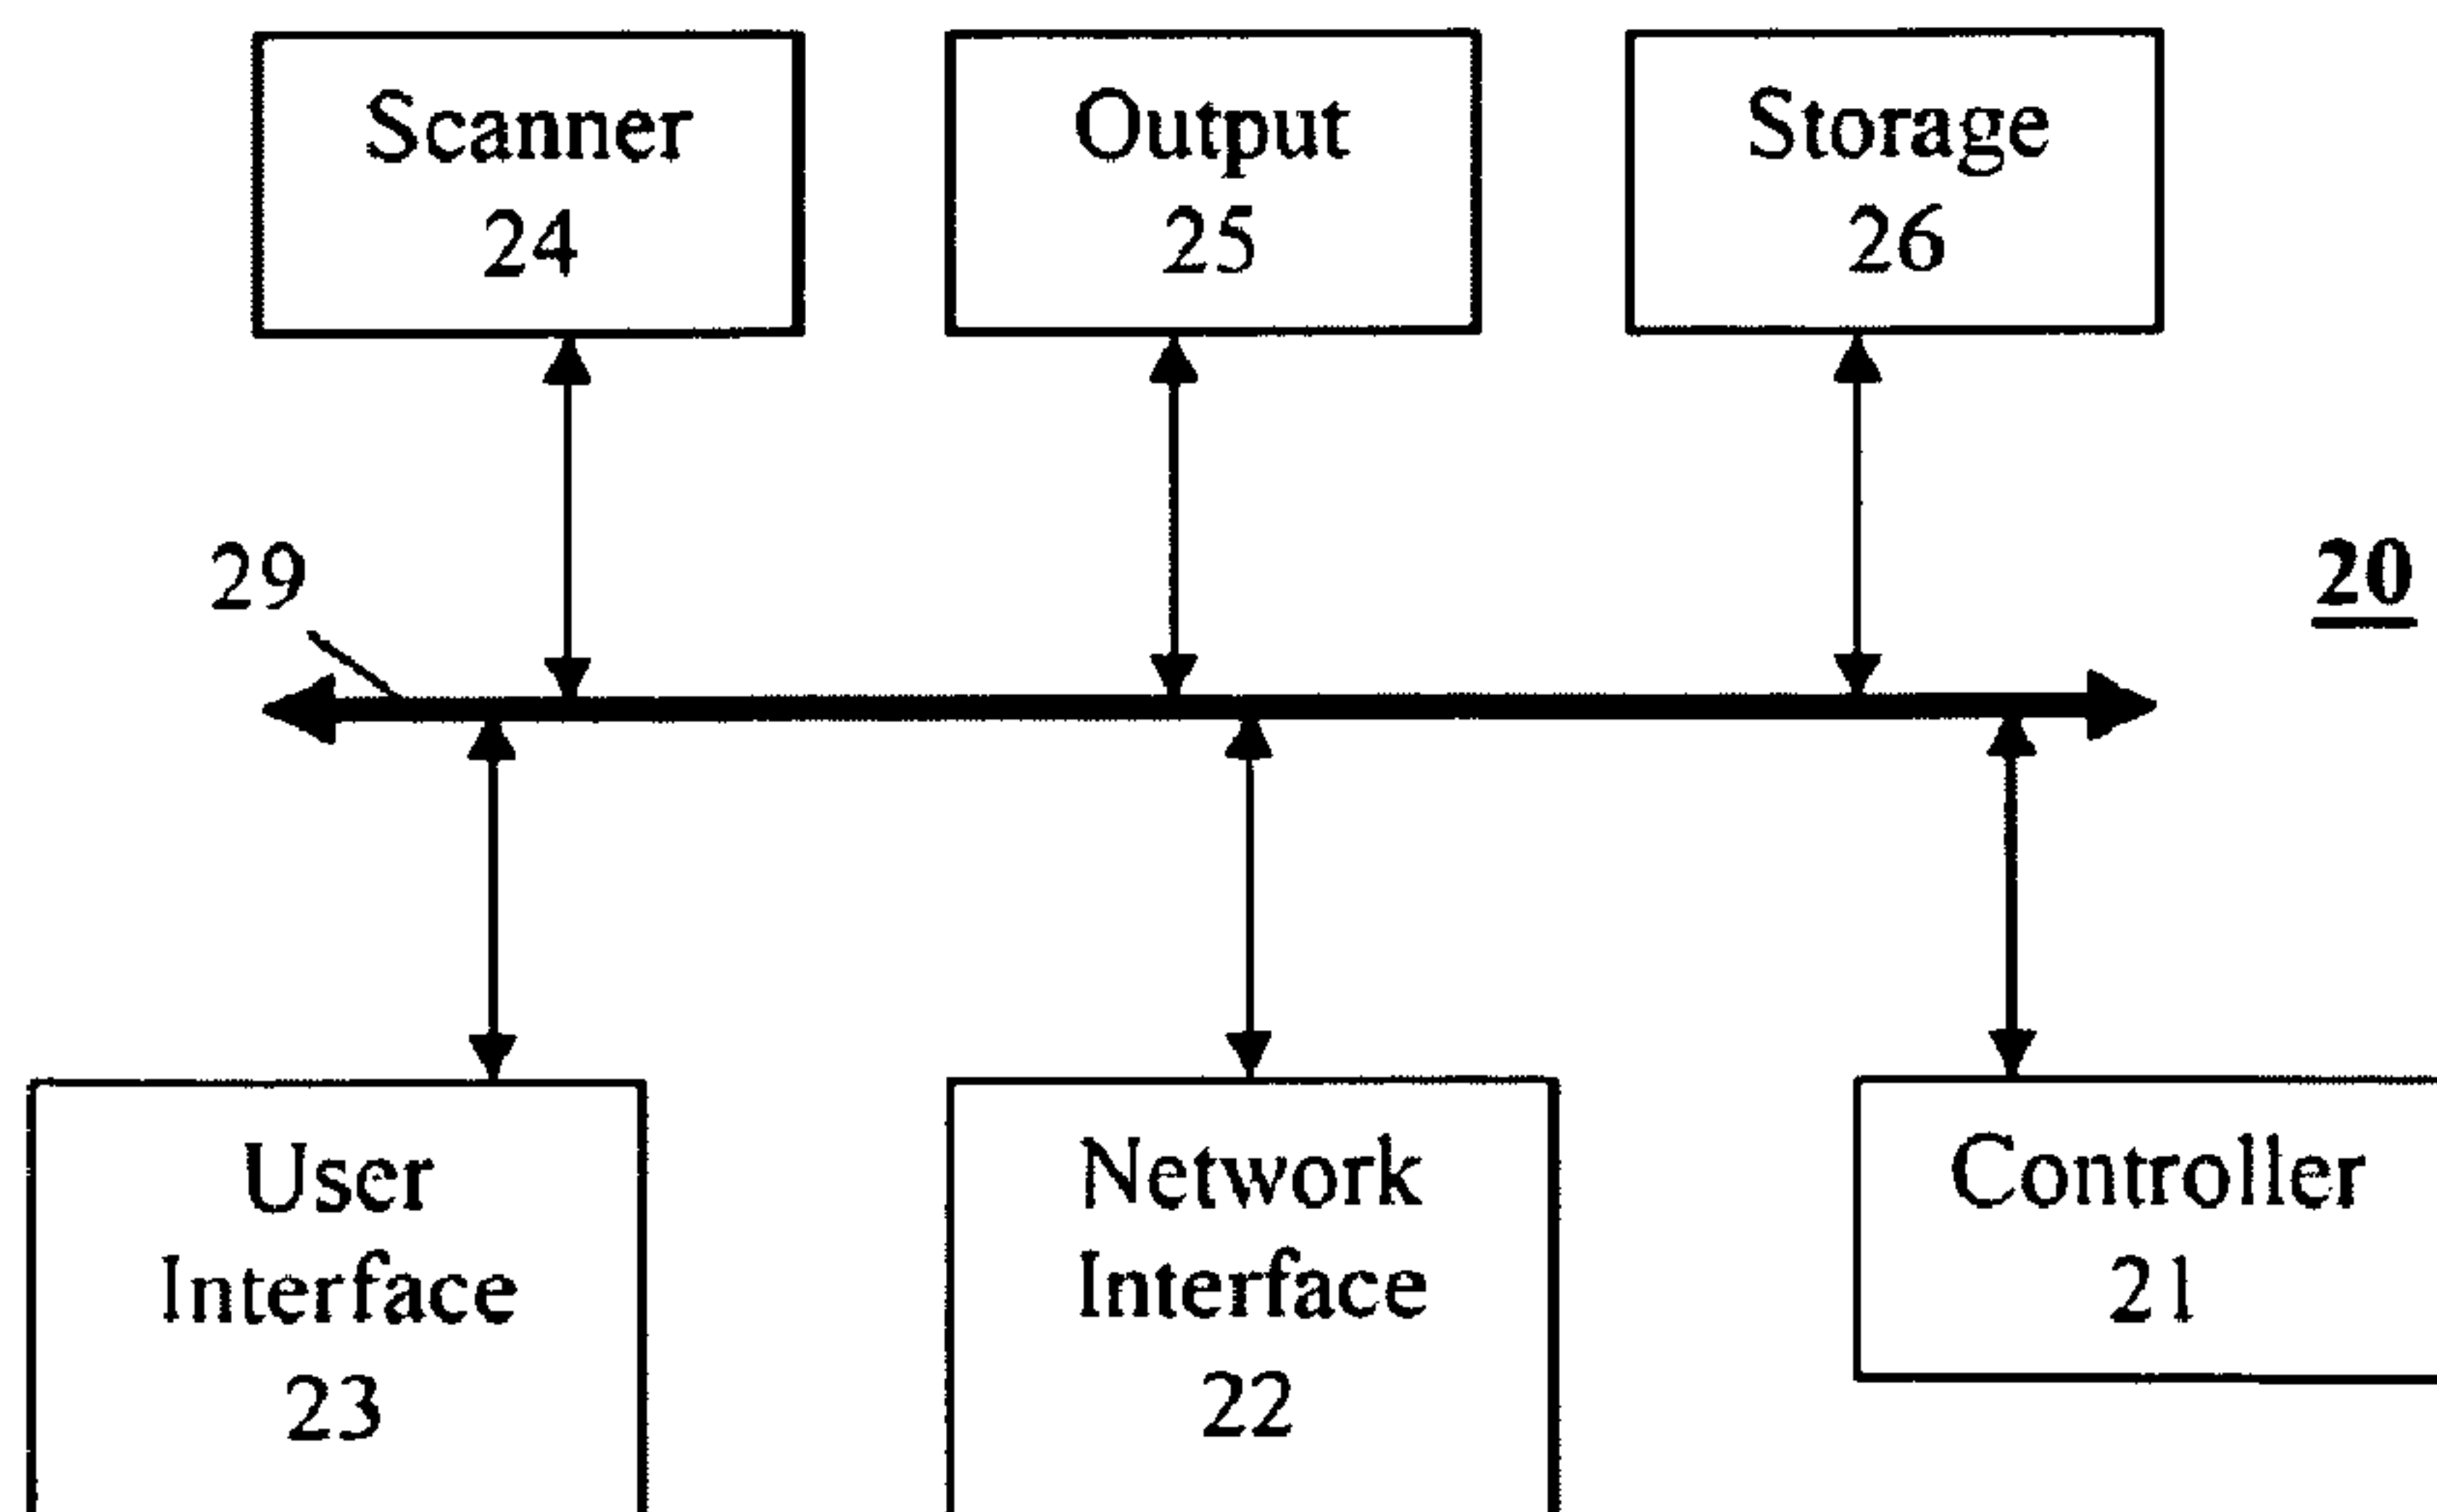 Scanner
24
Output
25
Storage
26
29
20
User
Interface
23
Network
Interface
22
Controller
21